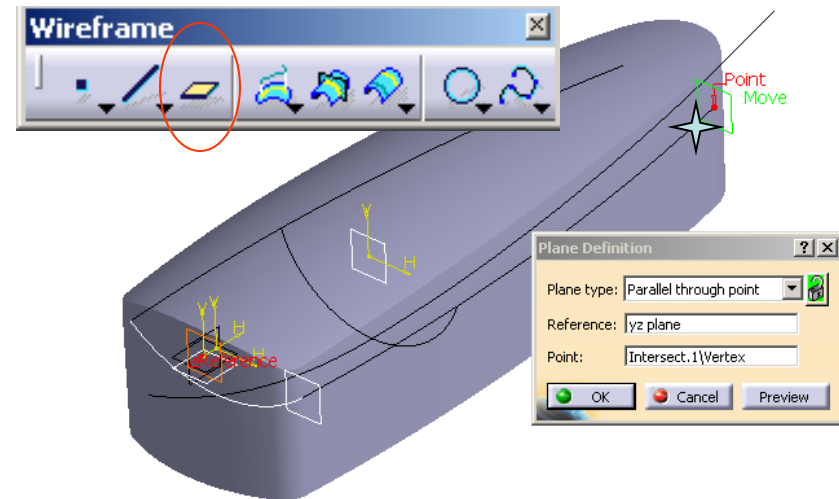 Wireframe
Point
Move
Y
H
Y Y
H
H
Reference
Plane Definition
Plane type: Parallel through point
Reference: yz plane
Point: Intersect.1\Vertex
OK Cancel Preview